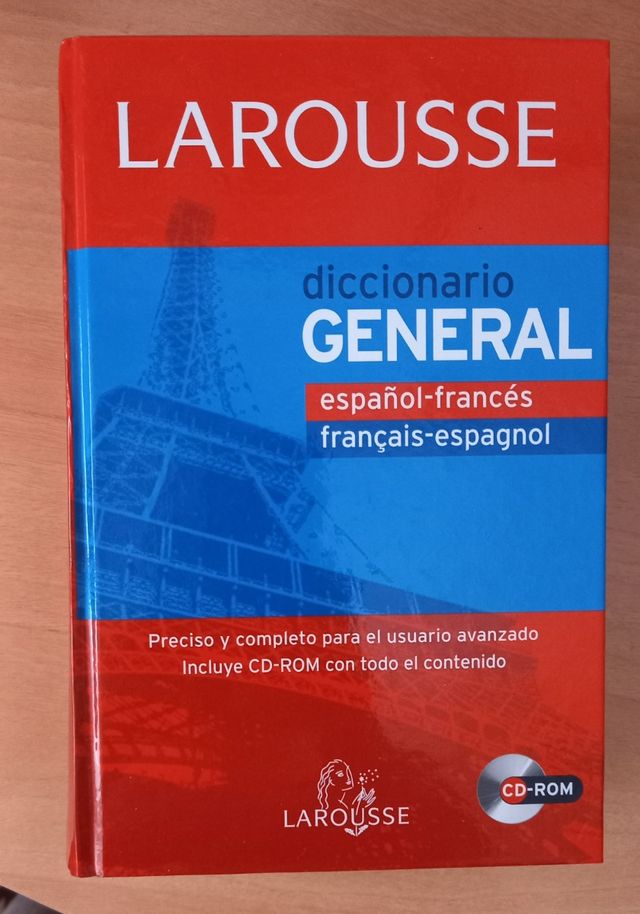 LAROUSSE
diccionario
GENERAL
español-francés
français-espagnol
Preciso y completo para el usuario avanzado
Incluye CD-ROM con todo el contenido
LAROUSSE
CD-ROM